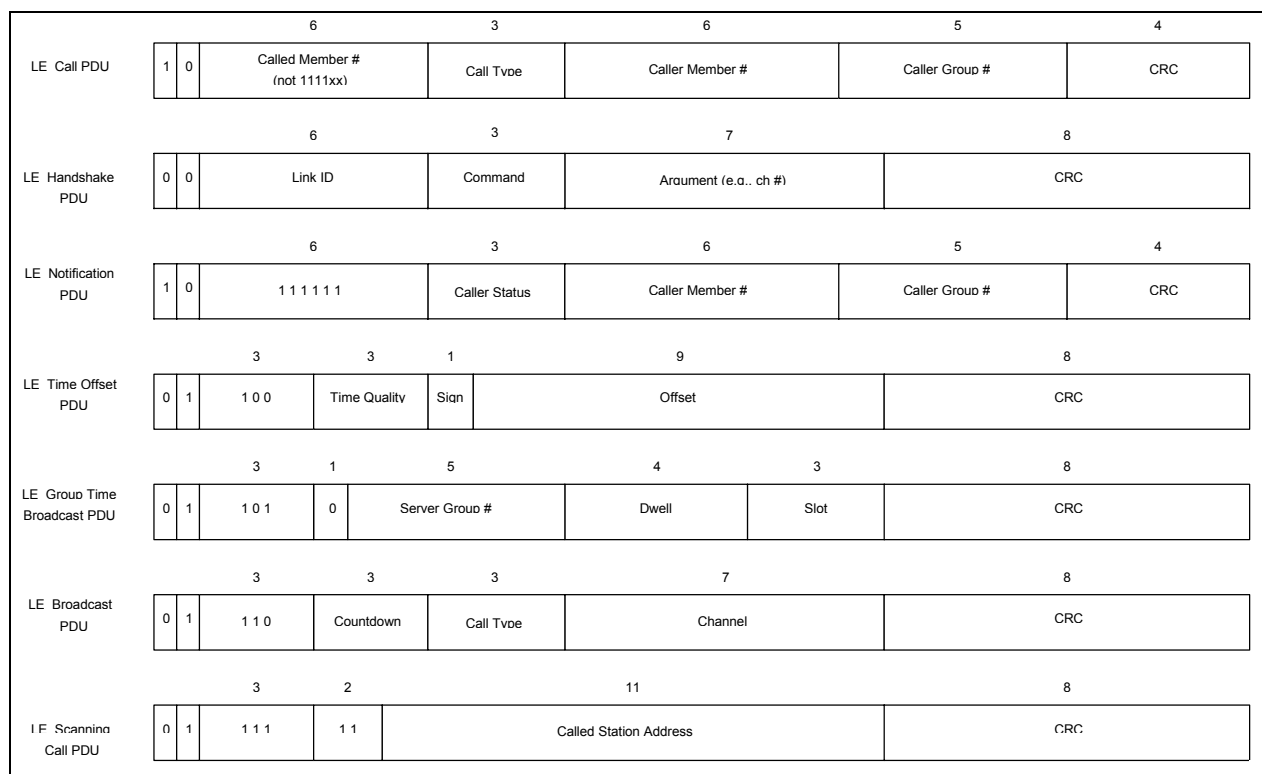 6 3 6 5 4
LE Call PDU 1 0 Called Member # (not 1111xx) Call Type Caller Member # Caller Group # CRC
6 3 7 8
LE Handshake PDU 0 0 Link ID Command Argument (e.g., ch #) CRC
6 3 6 5 4
LE Notification PDU 1 0 1 1 1 1 1 1 Caller Status Caller Member # Caller Group # CRC
3 3 1 9 8
LE Time Offset PDU 0 1 1 0 0 Time Quality Sign Offset CRC
3 1 5 4 3 8
LE Group Time Broadcast PDU 0 1 1 0 1 0 Server Group # Dwell Slot CRC
3 3 3 7 8
LE Broadcast PDU 0 1 1 1 0 Countdown Call Type Channel CRC
3 2 11 8
LE Scanning Call PDU 0 1 1 1 1 1 1 Called Station Address CRC